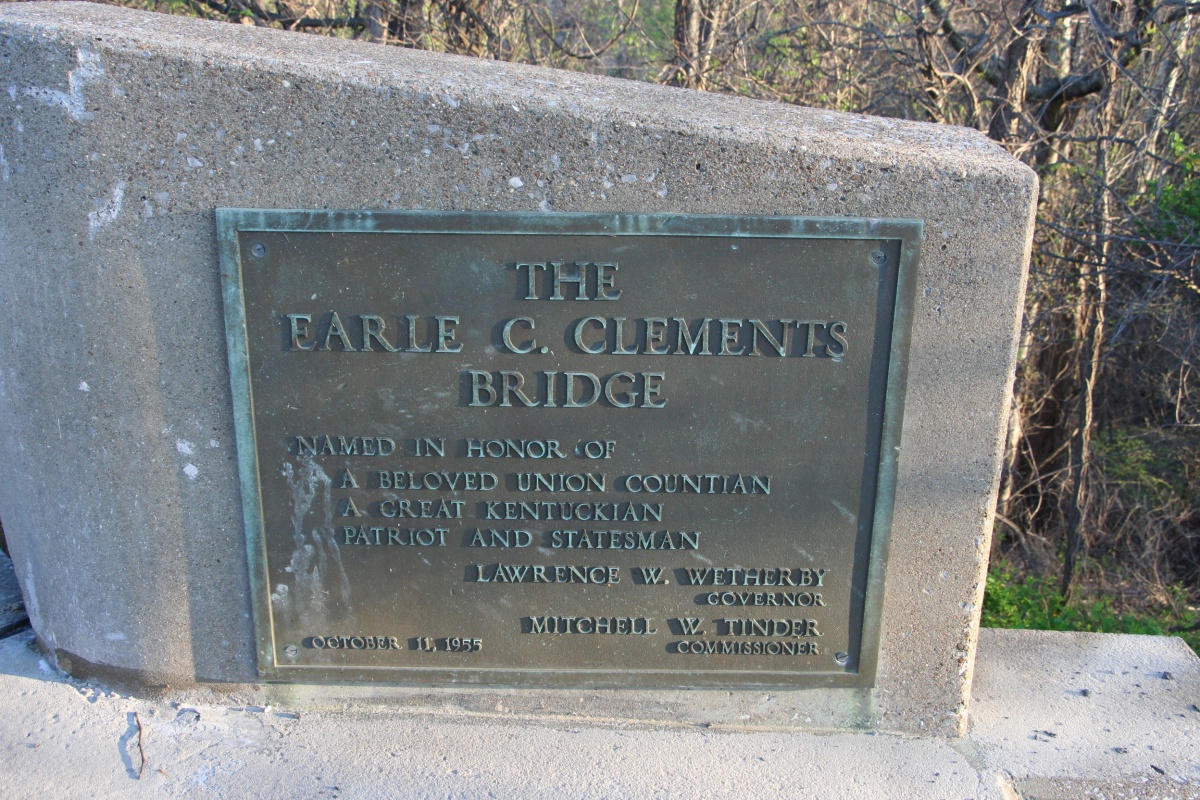 THE
EARLE C. CLEMENTS
BRIDGE
NAMED IN HONOR OF
A BELOVED UNION COUNTIAN
A GREAT KENTUCKIAN
PATRIOT AND STATESMAN
LAWRENCE W. WETHERBY
GOVERNOR
MITCHELL W. TINDER
COMMISSIONER
OCTOBER 11, 1955